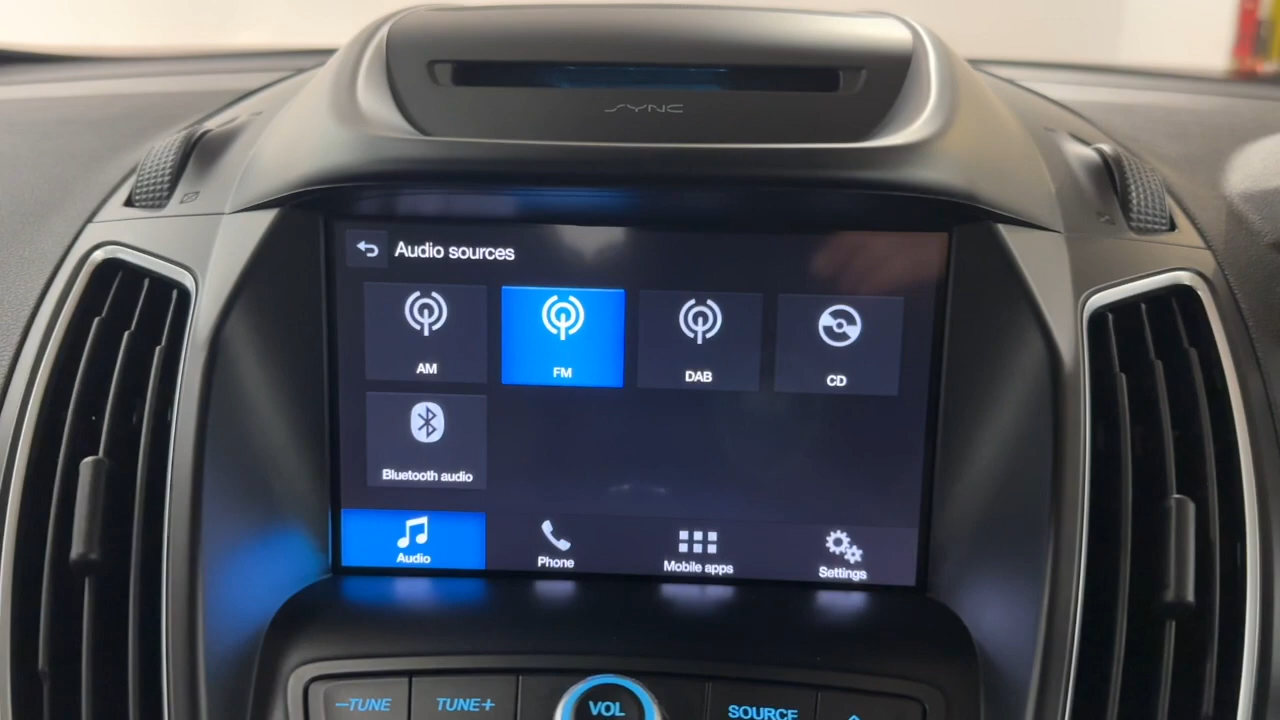 SYNC
Audio sources
AM
FM
DAB
CD
Bluetooth audio
Audio
Phone
Mobile apps
Settings
–TUNE
TUNE+
VOL
SOURCE